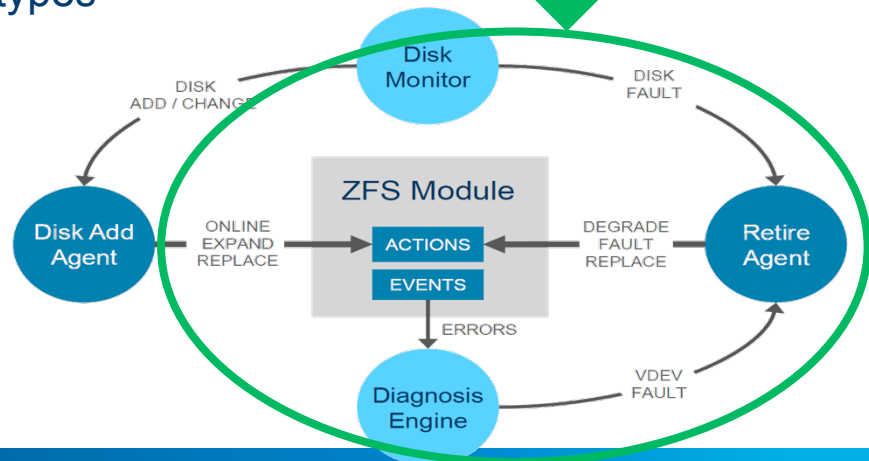 types
Disk
Monitor
DISK
ADD / CHANGE
DISK
FAULT
ZFS Module
Disk Add
Agent
ONLINE
EXPAND
REPLACE
ACTIONS
EVENTS
DEGRADE
FAULT
REPLACE
Retire
Agent
ERRORS
Diagnosis
Engine
VDEV
FAULT